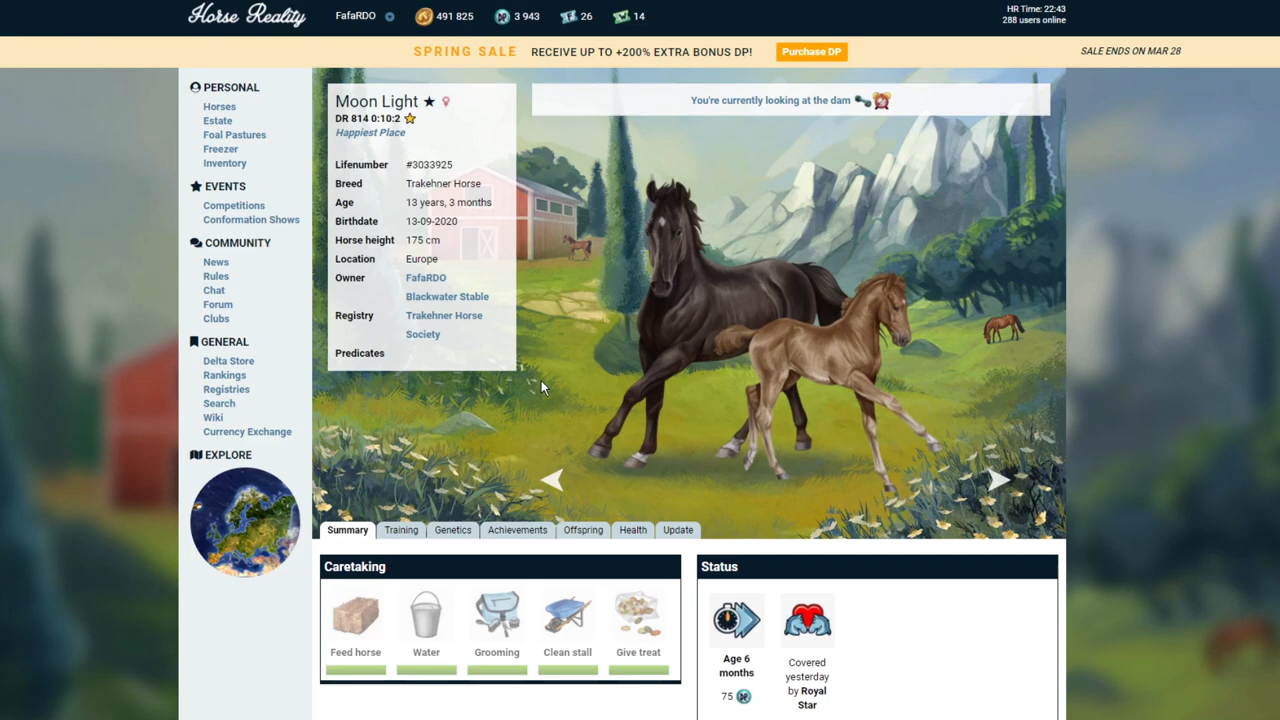 Horse Reality
FafaRDO
491 825
3 943
26
14
HR Time: 22:43
288 users online
SPRING SALE RECEIVE UP TO +200% EXTRA BONUS DP! Purchase DP
SALE ENDS ON MAR 28
PERSONAL
Horses
Estate
Foal Pastures
Freezer
Inventory
EVENTS
Competitions
Conformation Shows
COMMUNITY
News
Rules
Chat
Forum
Clubs
GENERAL
Delta Store
Rankings
Registries
Search
Wiki
Currency Exchange
EXPLORE
Moon Light
DR 814 0:10:2
Happiest Place
Lifenumber #3033925
Breed Trakehner Horse
Age 13 years, 3 months
Birthdate 13-09-2020
Horse height 175 cm
Location Europe
Owner FafaRDO
Blackwater Stable
Registry Trakehner Horse
Society
Predicates
You're currently looking at the dam
Summary Training Genetics Achievements Offspring Health Update
Caretaking
Feed horse Water Grooming Clean stall Give treat
Status
Age 6
months
75 DP
Covered
yesterday
by Royal
Star